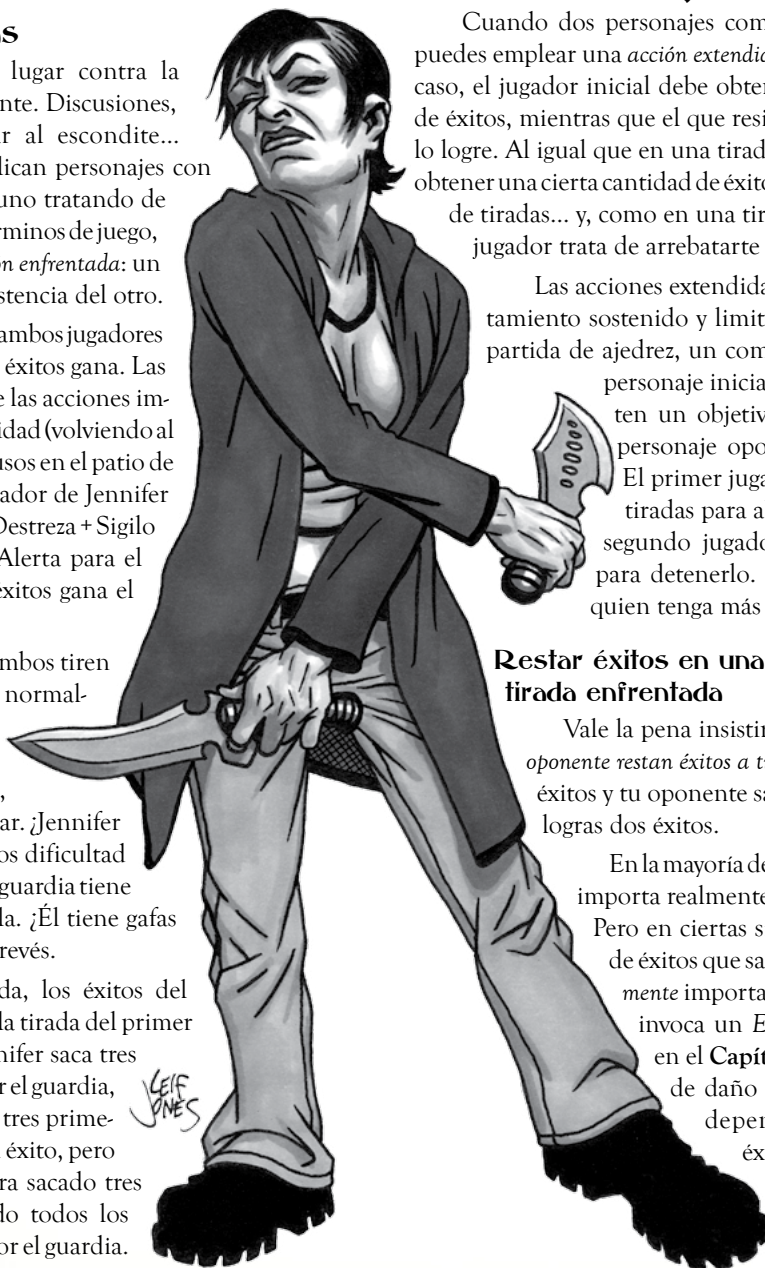 as
lugar contra la
nte. Discusiones,
r al escondite...
lican personajes con
uno tratando de
rminos de juego,
ón enfrentada: un
istencia del otro.
ambos jugadores
éxitos gana. Las
e las acciones im-
idad (volviendo al
usos en el patio de
ador de Jennifer
Destreza + Sigilo
Alerta para el
éxitos gana el
ambos tiren
normal-
,
ar. ¿Jennifer
os dificultad
guardia tiene
la. ¿Él tiene gafas
revés.
da, los éxitos del
la tirada del primer
nifer saca tres
r el guardia,
tres prime-
éxito, pero
ra sacado tres
do todos los
or el guardia.
LEIF
JONES
Cuando dos personajes com
puedes emplear una acción extendid
caso, el jugador inicial debe obten
de éxitos, mientras que el que resi
lo logre. Al igual que en una tirad
obtener una cierta cantidad de éxito
de tiradas... y, como en una tir
jugador trata de arrebatarte
Las acciones extendida
tamiento sostenido y limit
partida de ajedrez, un com
personaje inicia
ten un objetiv
personaje opo
El primer juga
tiradas para a
segundo jugado
para detenerlo.
quien tenga más
Restar éxitos en una
tirada enfrentada
Vale la pena insistir
oponente restan éxitos a t
éxitos y tu oponente sa
logras dos éxitos.
En la mayoría de
importa realmente
Pero en ciertas s
de éxitos que sa
mente importa
invoca un E
en el Capít
de daño
depen
éx